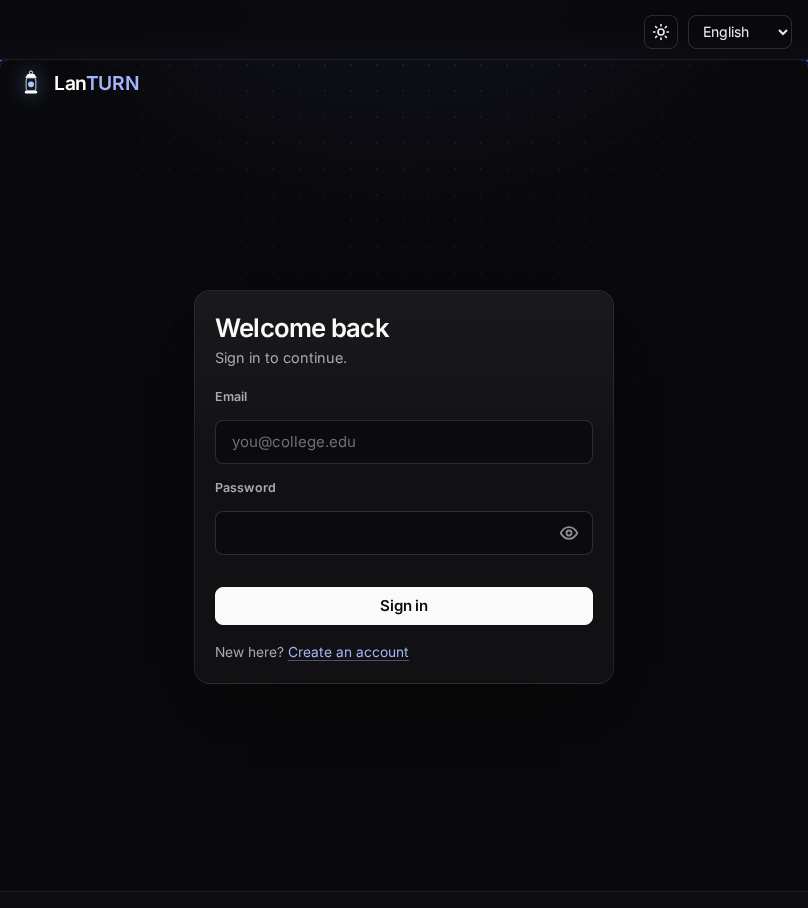 English
LanTURN
Welcome back
Sign in to continue.
Email
you@college.edu
Password
Sign in
New here? Create an account